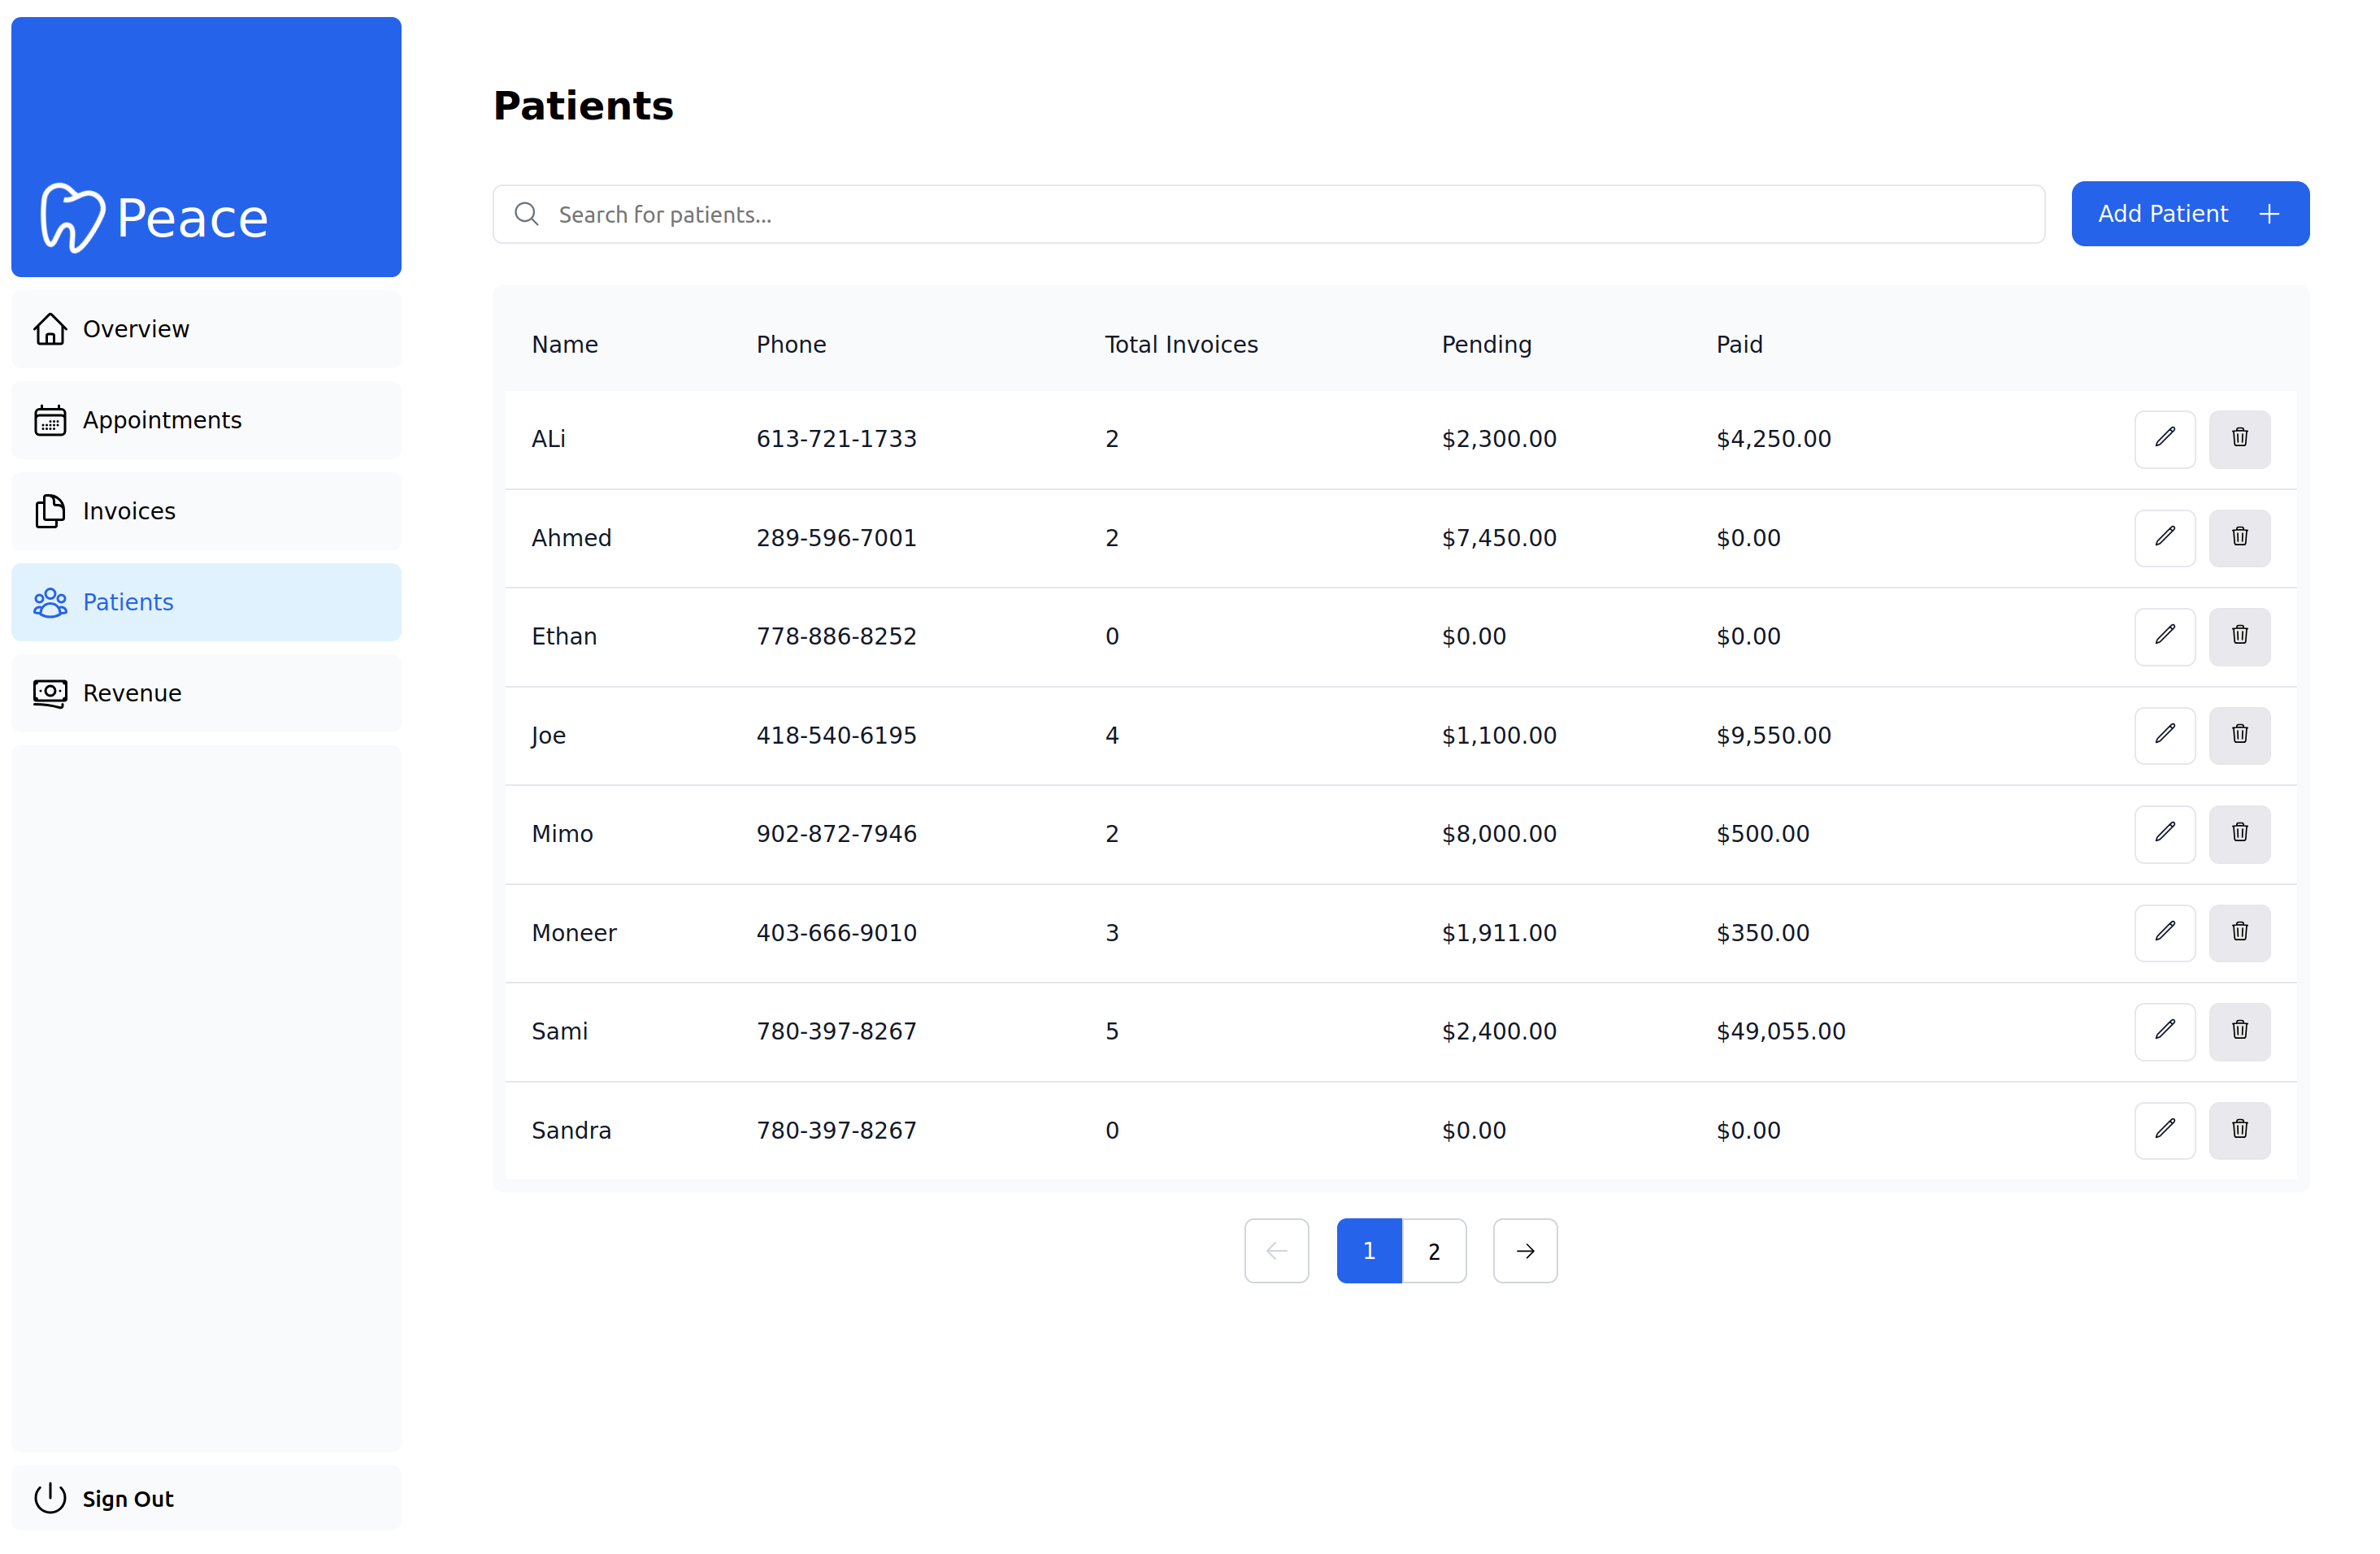 Peace
Overview
Appointments
Invoices
Patients
Revenue
Sign Out
Patients
Search for patients...
Add Patient
Name Phone Total Invoices Pending Paid
ALi 613-721-1733 2 $2,300.00 $4,250.00
Ahmed 289-596-7001 2 $7,450.00 $0.00
Ethan 778-886-8252 0 $0.00 $0.00
Joe 418-540-6195 4 $1,100.00 $9,550.00
Mimo 902-872-7946 2 $8,000.00 $500.00
Moneer 403-666-9010 3 $1,911.00 $350.00
Sami 780-397-8267 5 $2,400.00 $49,055.00
Sandra 780-397-8267 0 $0.00 $0.00
1 2